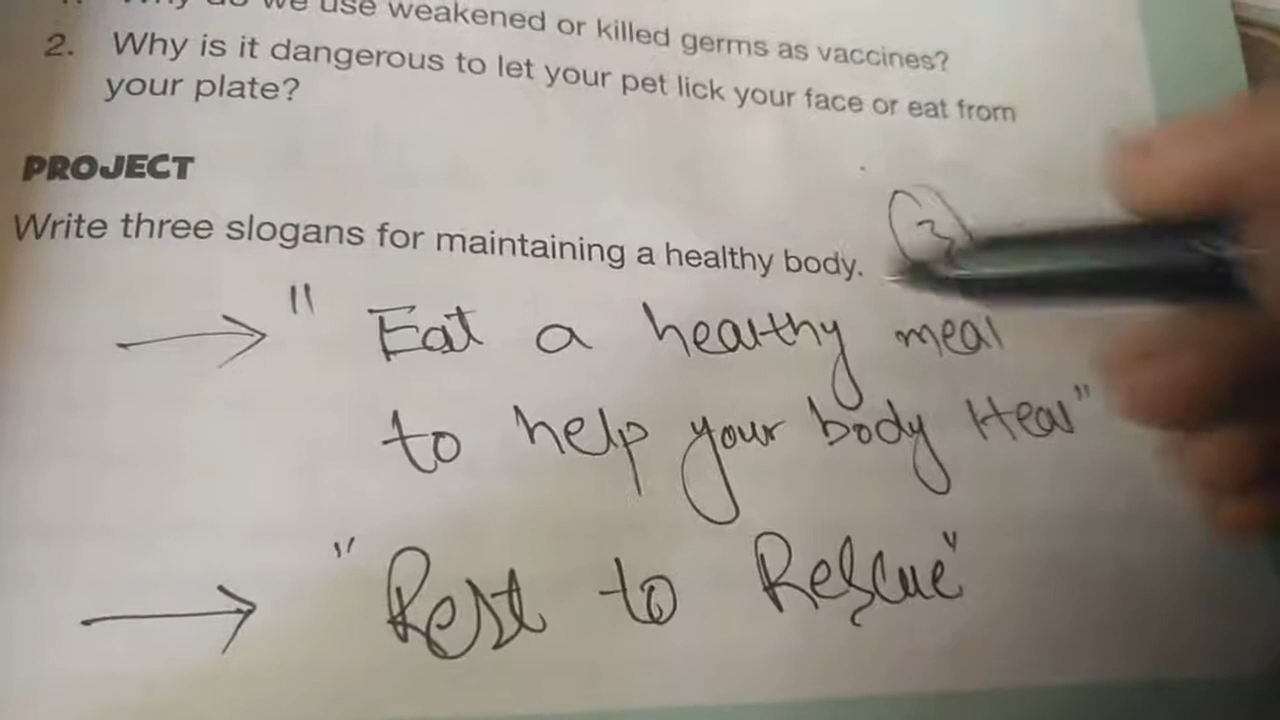 we use weakened or killed germs as vaccines?
2. Why is it dangerous to let your pet lick your face or eat from
your plate?
PROJECT
Write three slogans for maintaining a healthy body. 3
→ " Eat a healthy meal
to help your body Heal"
→ "Rest to Rescue"